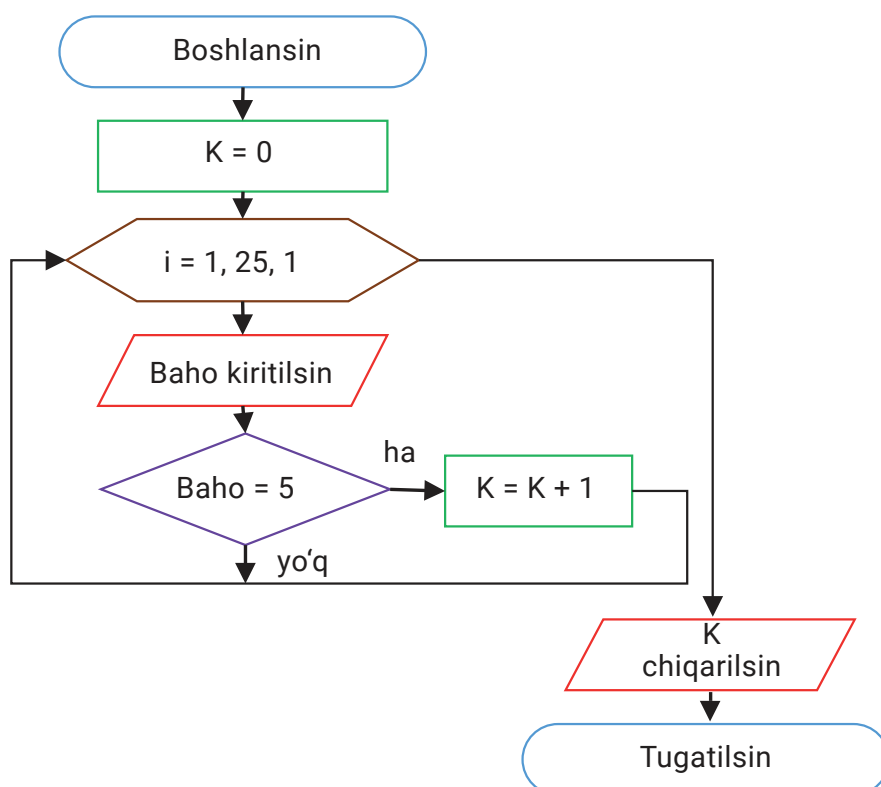 Boshlansin
K = 0
i = 1, 25, 1
Baho kiritilsin
ha
Baho = 5
K = K + 1
yo‘q
K
chiqarilsin
Tugatilsin